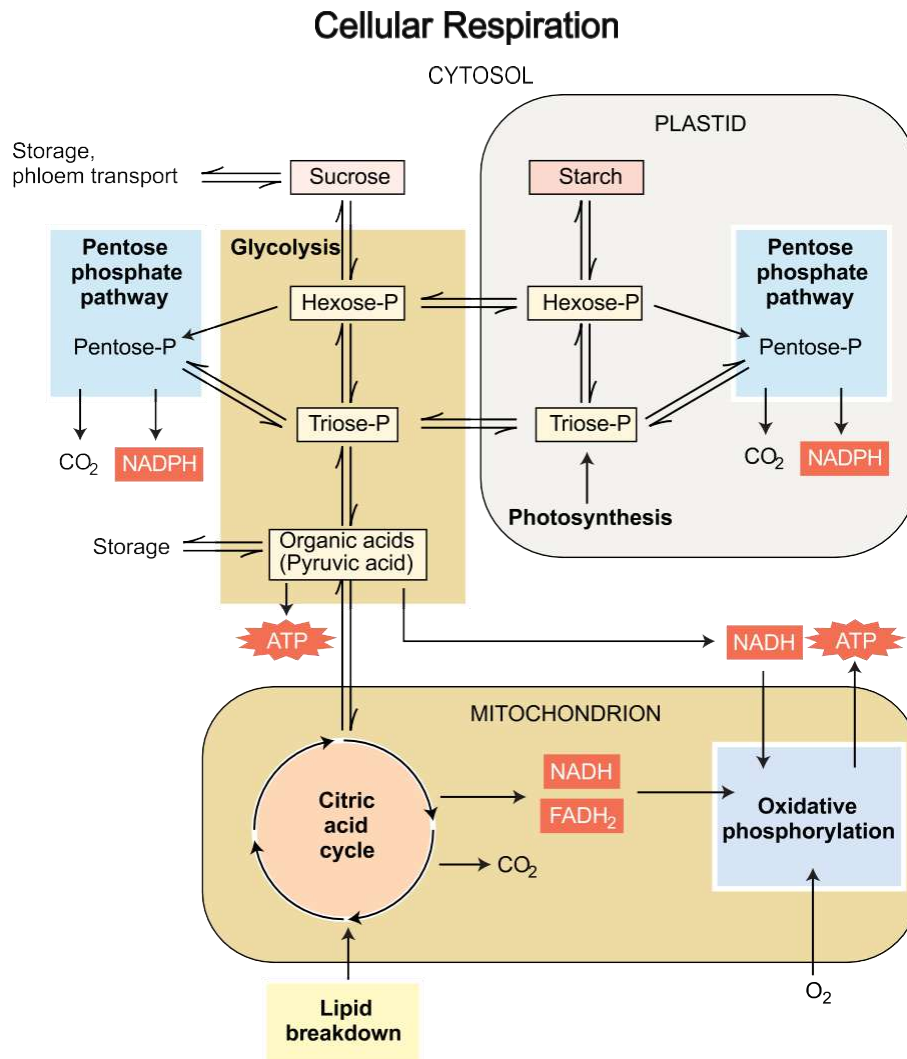 Cellular Respiration
CYTOSOL
PLASTID
Storage,
phloem transport
Sucrose
Starch
Pentose
phosphate
pathway
Glycolysis
Pentose
phosphate
pathway
Hexose-P
Hexose-P
Pentose-P
Pentose-P
Triose-P
Triose-P
CO₂
NADPH
CO₂
NADPH
Photosynthesis
Storage
Organic acids
(Pyruvic acid)
ATP
NADH
ATP
MITOCHONDRION
Citric
acid
cycle
NADH
FADH₂
CO₂
Oxidative
phosphorylation
O₂
Lipid
breakdown